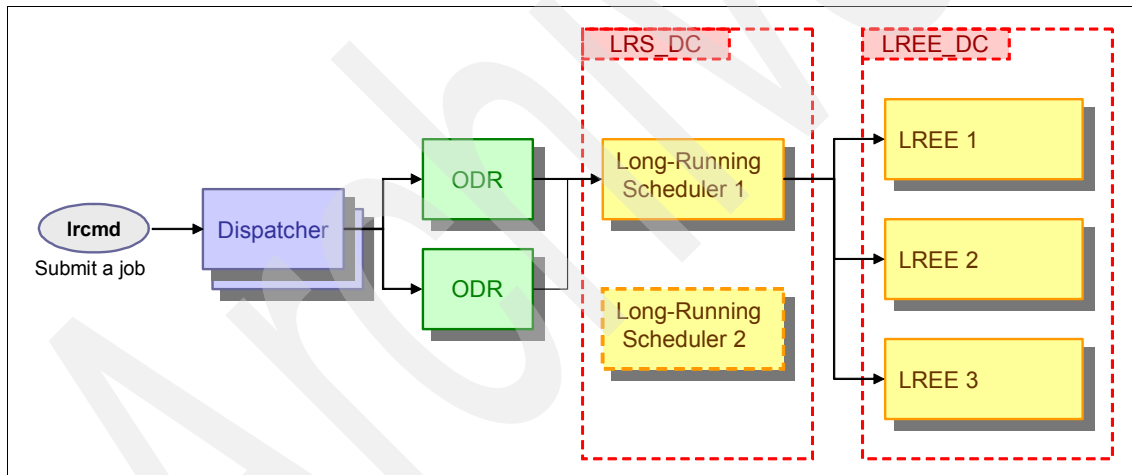 LRS_DC
LREE_DC
lrcmd
Submit a job
Dispatcher
ODR
ODR
Long-Running
Scheduler 1
Long-Running
Scheduler 2
LREE 1
LREE 2
LREE 3